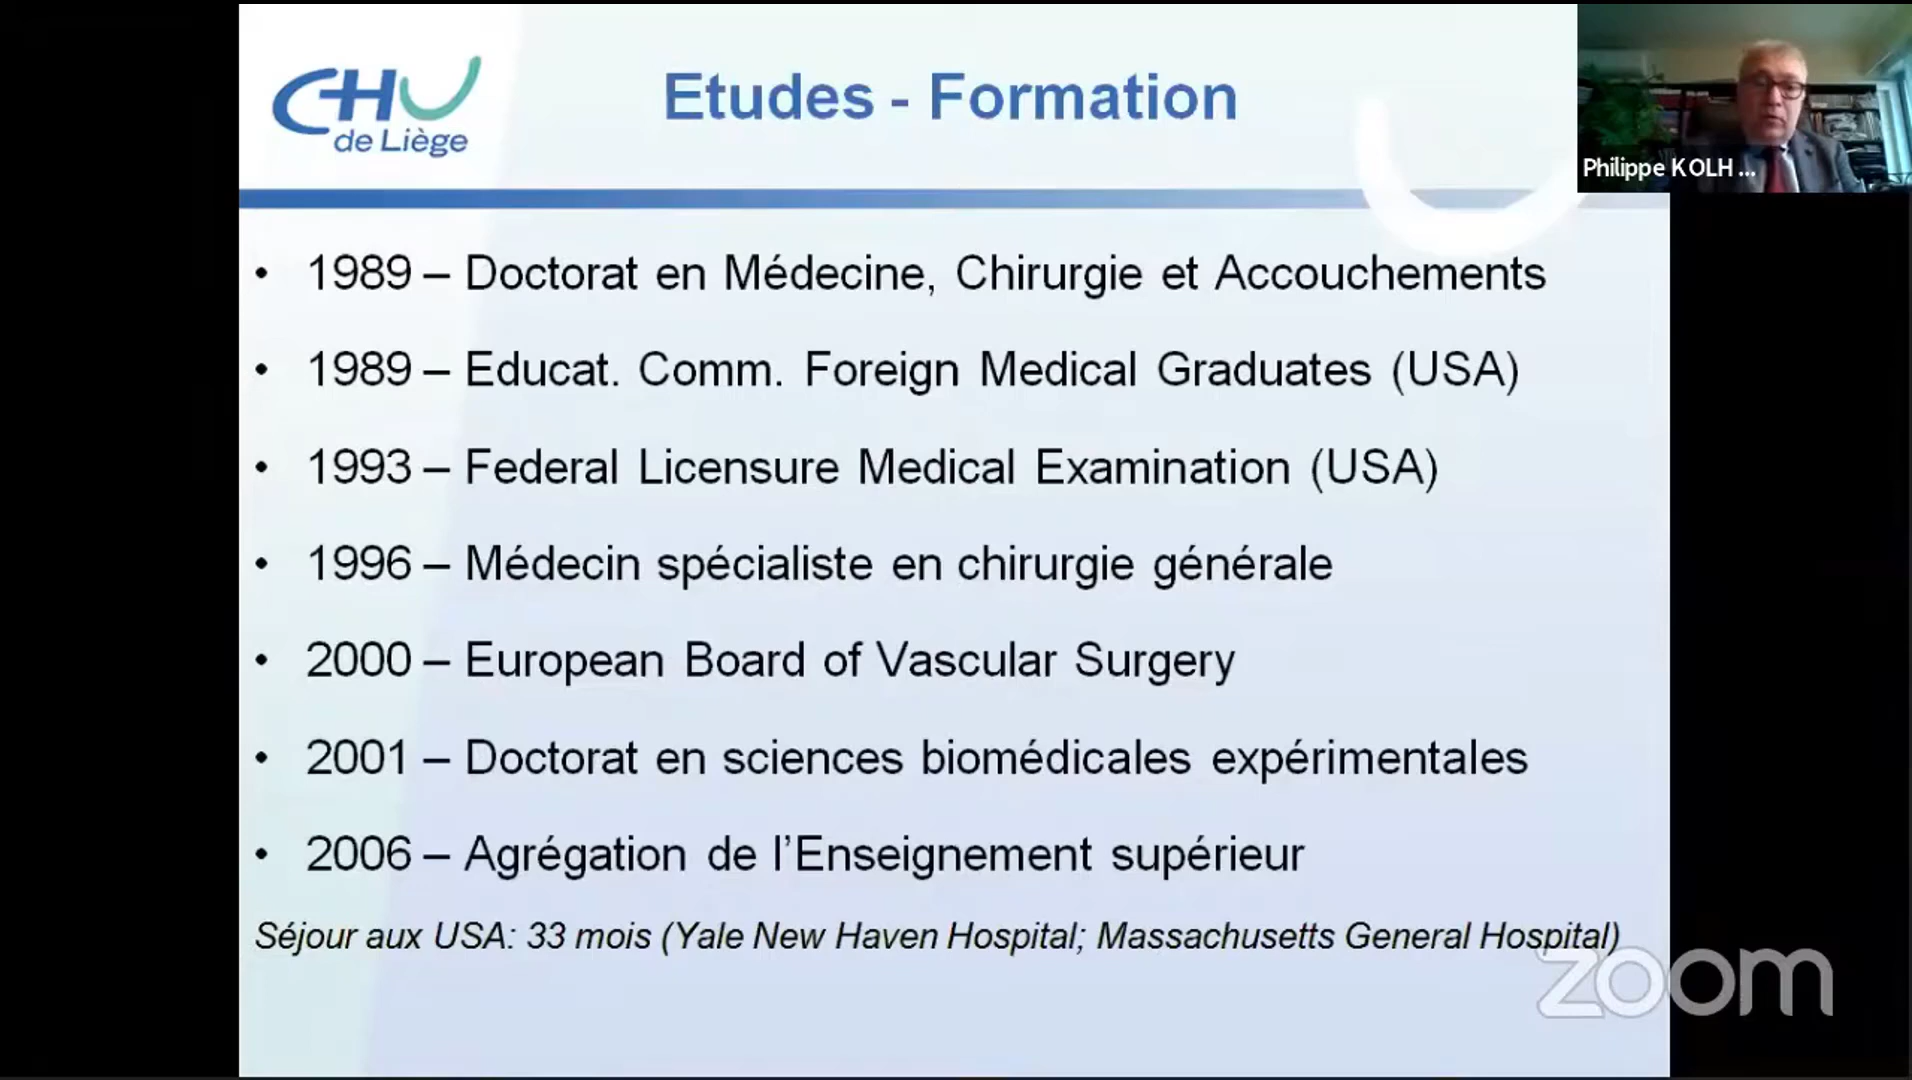 CHU
de Liège
Etudes - Formation
Philippe KOLH ...
• 1989 – Doctorat en Médecine, Chirurgie et Accouchements
• 1989 – Educat. Comm. Foreign Medical Graduates (USA)
• 1993 – Federal Licensure Medical Examination (USA)
• 1996 – Médecin spécialiste en chirurgie générale
• 2000 – European Board of Vascular Surgery
• 2001 – Doctorat en sciences biomédicales expérimentales
• 2006 – Agrégation de l’Enseignement supérieur
Séjour aux USA: 33 mois (Yale New Haven Hospital; Massachusetts General Hospital)
zoom